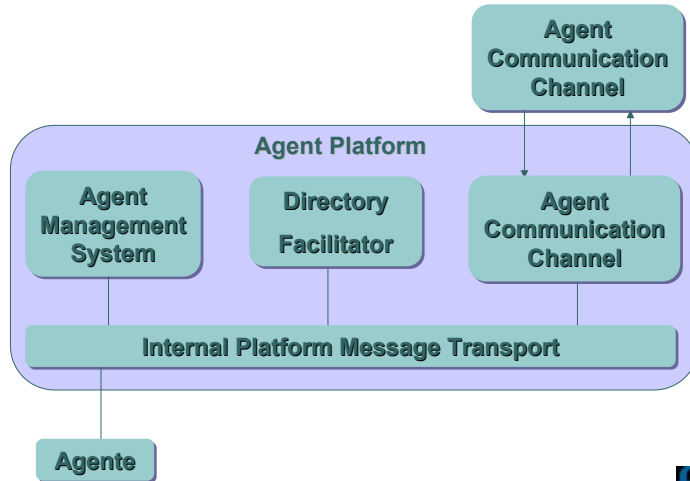 Agent
Communication
Channel
Agent Platform
Agent
Management
System
Directory
Facilitator
Agent
Communication
Channel
Internal Platform Message Transport
Agente